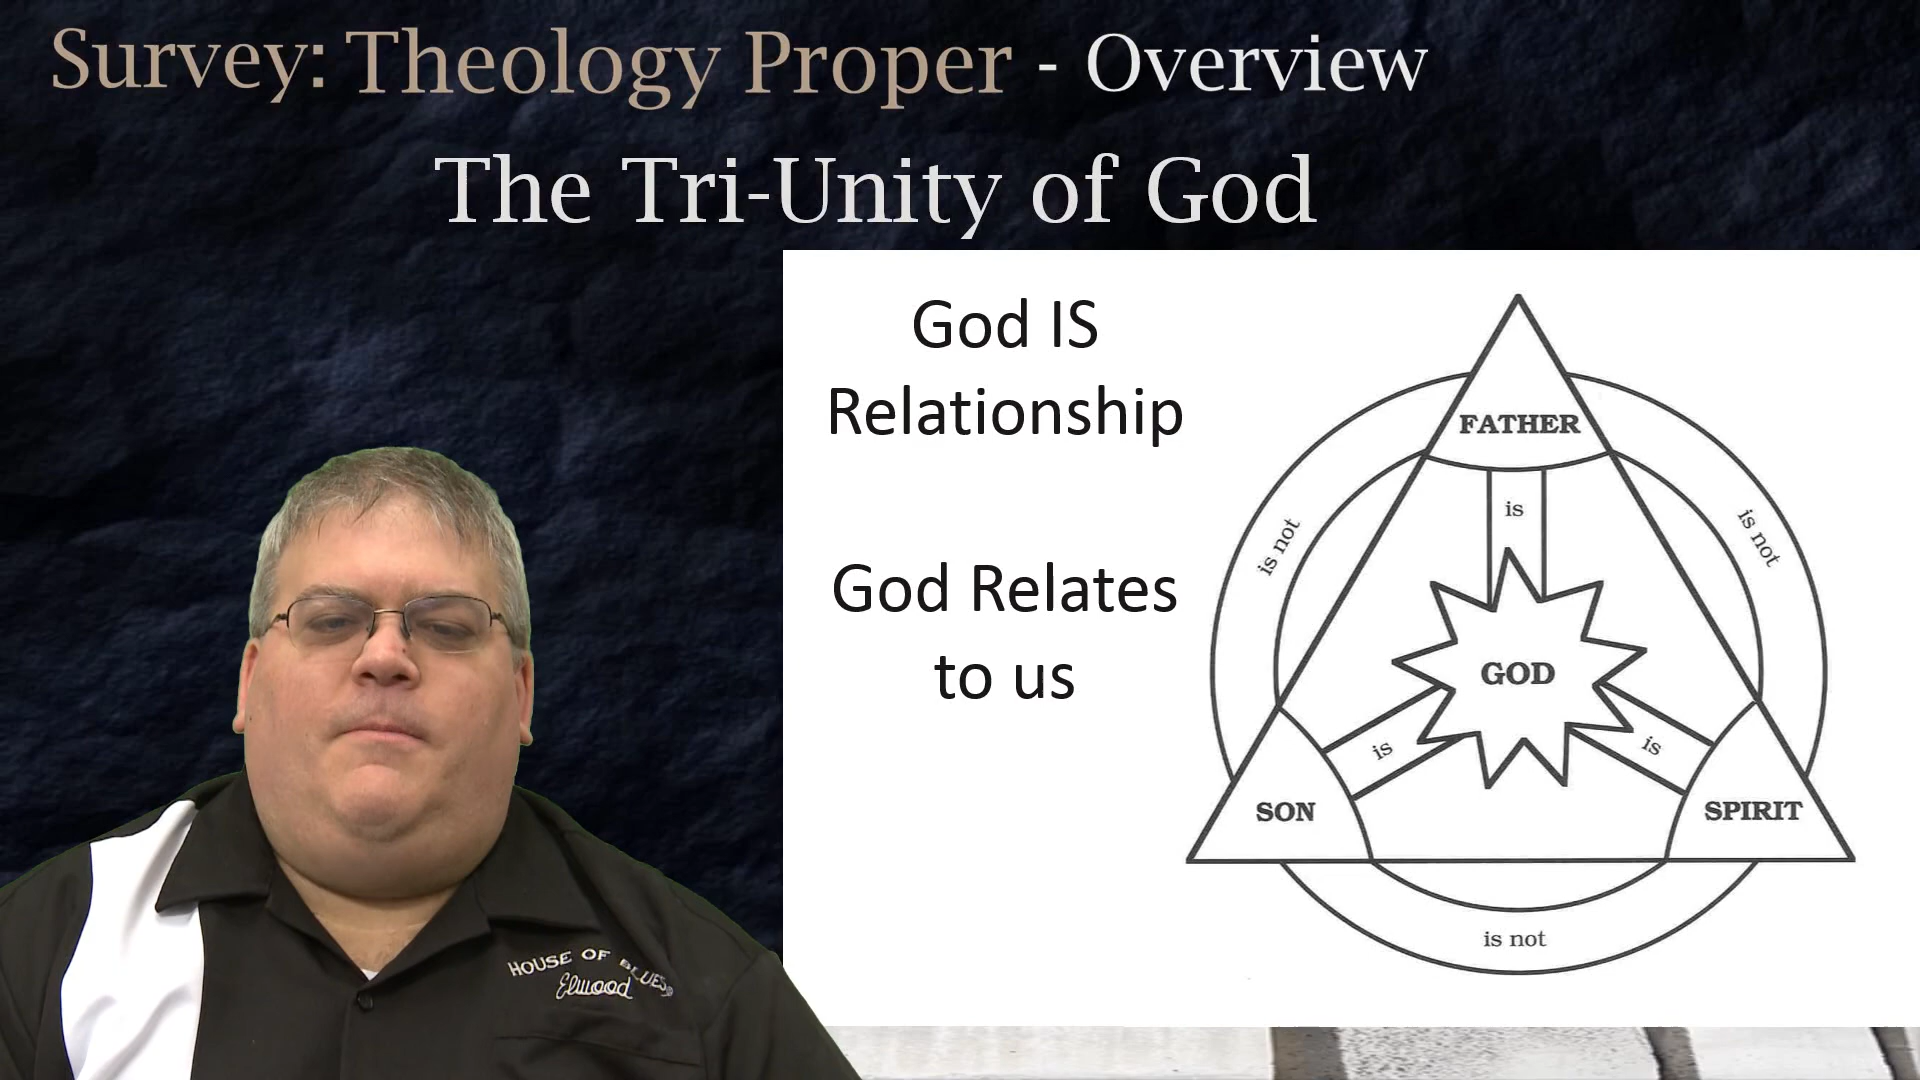 Survey: Theology Proper - Overview
The Tri-Unity of God
God IS
Relationship
God Relates
to us
FATHER
is
is not
is not
GOD
is
is
SON
SPIRIT
is not
HOUSE OF BLUES
Elwood